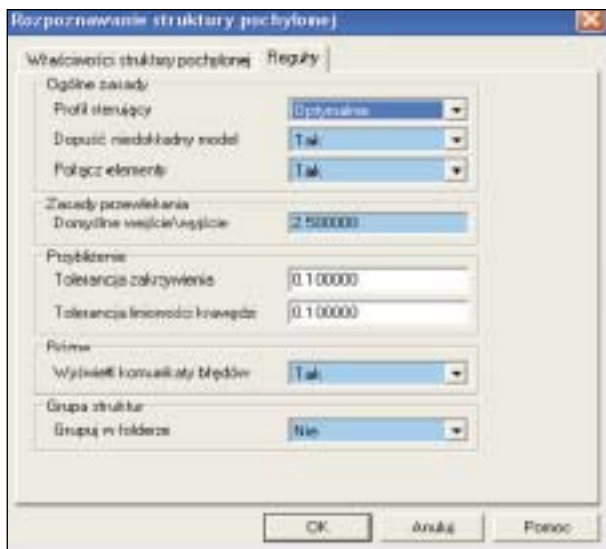 Rozpoznawanie struktury pochylonej
Właściwości struktury pochylonej Reguły
Ogólne zasady
Profil sterujący Optymalnie
Dopuść niedokładny model Tak
Połącz elementy Tak
Zasady przewlekania
Domyślne wejście\wyjście 2.500000
Przybliżenie
Tolerancja zakrzywienia 0.100000
Tolerancja liniowości krawędzi 0.100000
Różne
Wyświetl komunikaty błędów Tak
Grupa struktur
Grupuj w folderze Nie
OK Anuluj Pomoc